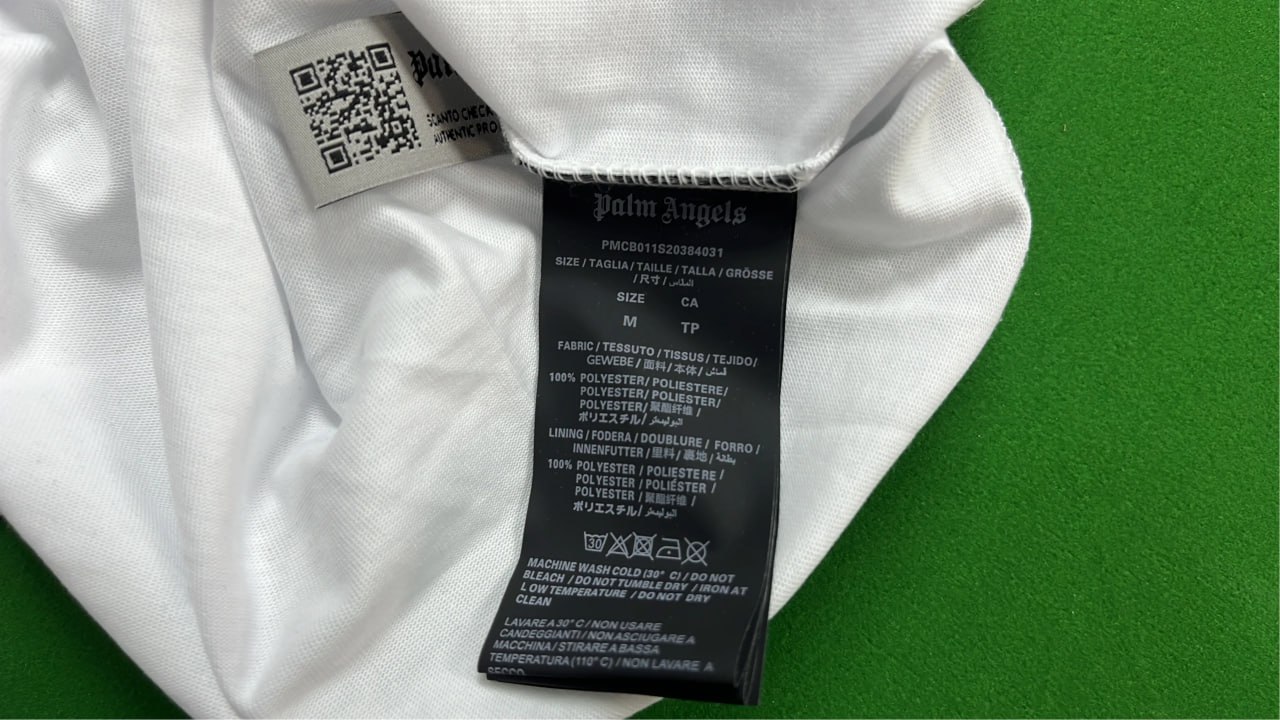 SCAN TO CHECK
AUTHENTIC PRO
Palm Angels
PMCB011S20384031
SIZE / TAGLIA / TAILLE / TALLA / GRÖSSE
/ 尺寸 / المقاس
SIZE CA
M TP
FABRIC / TESSUTO / TISSUS / TEJIDO/
GEWEBE / 面料 / 本体 / قماش
100% POLYESTER/ POLIESTERE/
POLYESTER/ POLIESTER/
POLYESTER/ 聚酯纤维 /
ポリエステル/ البوليستر
LINING / FODERA / DOUBLURE / FORRO /
INNENFUTTER / 里料 / 裏地 / بطانة
100% POLYESTER / POLIESTERE /
POLYESTER / POLIÉSTER /
POLYESTER / 聚酯纤维 /
ポリエステル/ البوليستر
30
MACHINE WASH COLD (30° C) / DO NOT
BLEACH / DO NOT TUMBLE DRY / IRON AT
LOW TEMPERATURE / DO NOT DRY
CLEAN
LAVARE A 30° C / NON USARE
CANDEGGIANTI / NON ASCIUGARE A
MACCHINA / STIRARE A BASSA
TEMPERATURA (110° C) / NON LAVARE A
SECCO